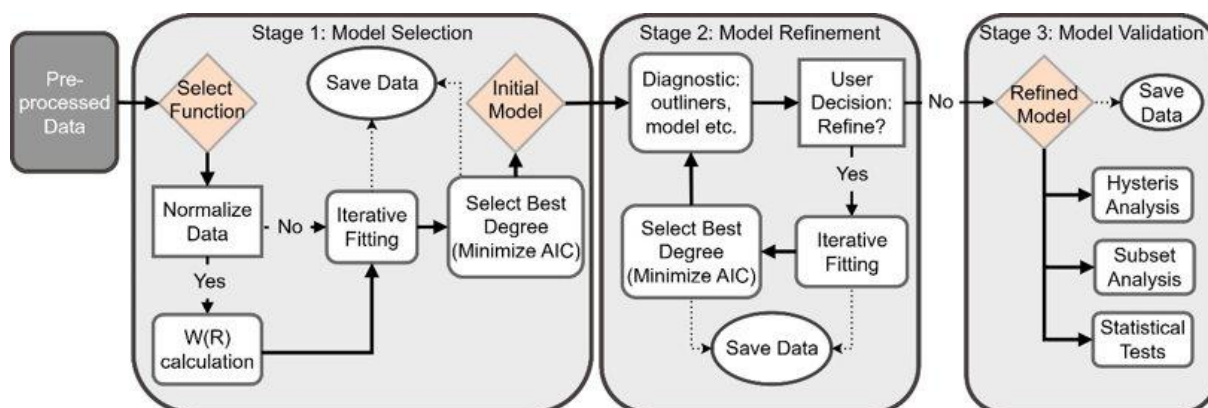 Pre-
processed
Data
Stage 1: Model Selection
Select
Function
Save Data
Initial
Model
Normalize
Data
No
Iterative
Fitting
Select Best
Degree
(Minimize AIC)
Yes
W(R)
calculation
Stage 2: Model Refinement
Diagnostic:
outliners,
model etc.
User
Decision:
Refine?
No
Yes
Select Best
Degree
(Minimize AIC)
Iterative
Fitting
Save Data
Stage 3: Model Validation
Refined
Model
Save
Data
Hysteris
Analysis
Subset
Analysis
Statistical
Tests